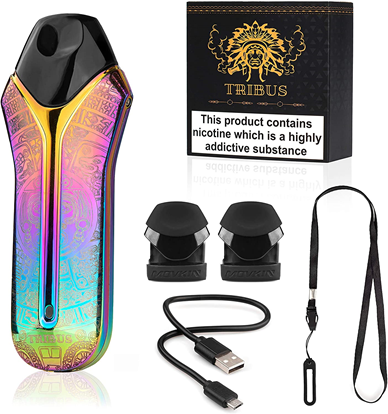 TRIBUS
This product contains
nicotine which is a highly
addictive substance
TRIBUS